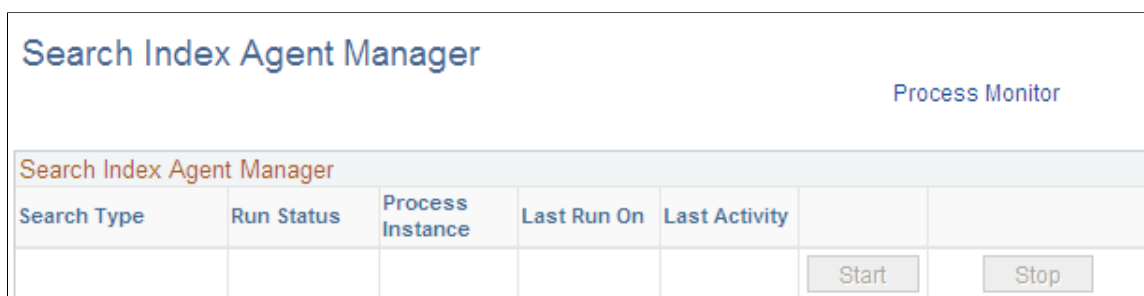 Search Index Agent Manager
Process Monitor
Search Index Agent Manager
Search Type Run Status Process Instance Last Run On Last Activity
Start Stop